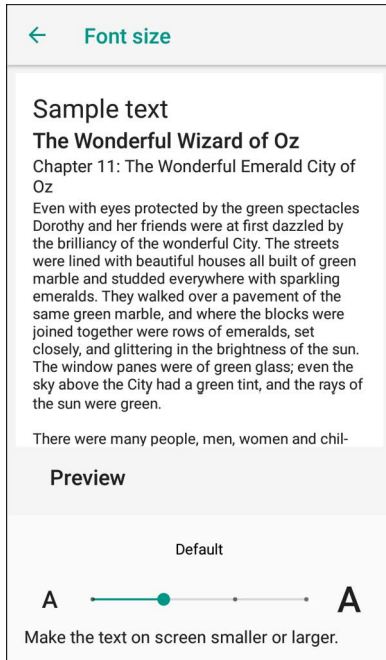 Font size
Sample text
The Wonderful Wizard of Oz
Chapter 11: The Wonderful Emerald City of
Oz
Even with eyes protected by the green spectacles
Dorothy and her friends were at first dazzled by
the brilliancy of the wonderful City. The streets
were lined with beautiful houses all built of green
marble and studded everywhere with sparkling
emeralds. They walked over a pavement of the
same green marble, and where the blocks were
joined together were rows of emeralds, set
closely, and glittering in the brightness of the sun.
The window panes were of green glass; even the
sky above the City had a green tint, and the rays of
the sun were green.
There were many people, men, women and chil-
Preview
Default
A A
Make the text on screen smaller or larger.